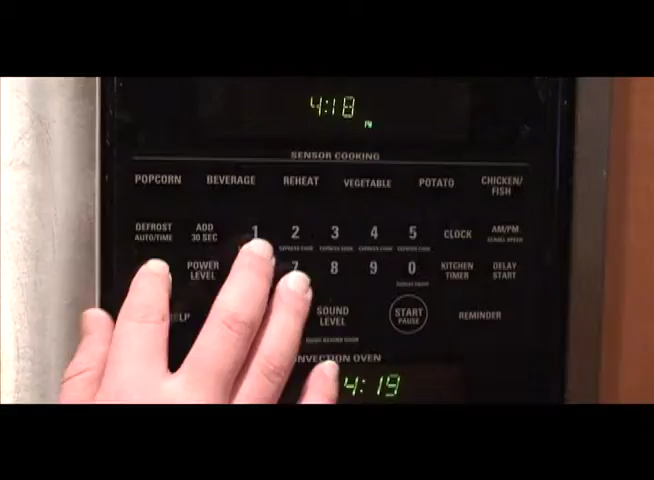 4:18
PM
SENSOR COOKING
POPCORN BEVERAGE REHEAT VEGETABLE POTATO CHICKEN/
FISH
DEFROST
AUTO/TIME
ADD
30 SEC
1 2 3 4 5
EXPRESS COOK EXPRESS COOK EXPRESS COOK EXPRESS COOK
CLOCK
AM/PM
POWER
LEVEL
7 8 9 0
KITCHEN
TIMER
DELAY
START
HELP
SOUND
LEVEL
START
PAUSE
REMINDER
CONVECTION OVEN
4:19